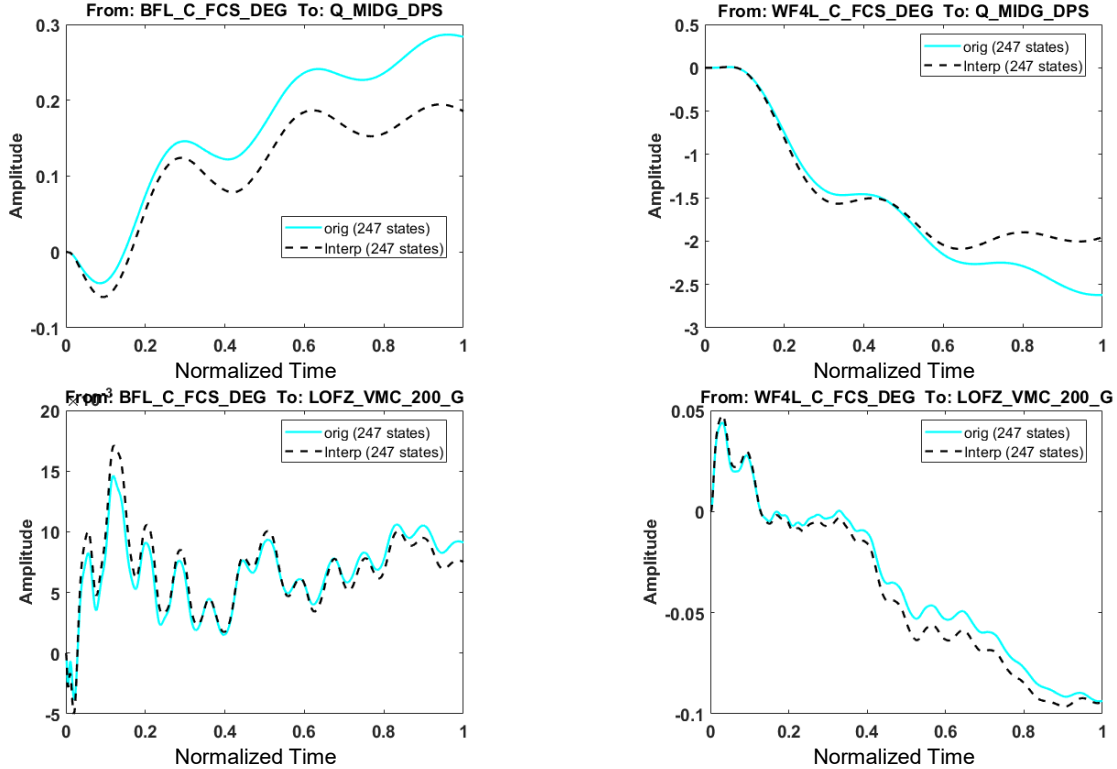 From: BFL_C_FCS_DEG To: Q_MIDG_DPS
0.3
0.2
0.1
0
-0.1
Amplitude
orig (247 states)
Interp (247 states)
0 0.2 0.4 0.6 0.8 1
Normalized Time
From: WF4L_C_FCS_DEG To: Q_MIDG_DPS
0.5
0
-0.5
-1
-1.5
-2
-2.5
-3
Amplitude
orig (247 states)
Interp (247 states)
0 0.2 0.4 0.6 0.8 1
Normalized Time
From: BFL_C_FCS_DEG To: LOFZ_VMC_200_G
20
15
10
5
0
-5
Amplitude
orig (247 states)
Interp (247 states)
0 0.2 0.4 0.6 0.8 1
Normalized Time
From: WF4L_C_FCS_DEG To: LOFZ_VMC_200_G
0.05
0
-0.05
-0.1
Amplitude
orig (247 states)
Interp (247 states)
0 0.2 0.4 0.6 0.8 1
Normalized Time